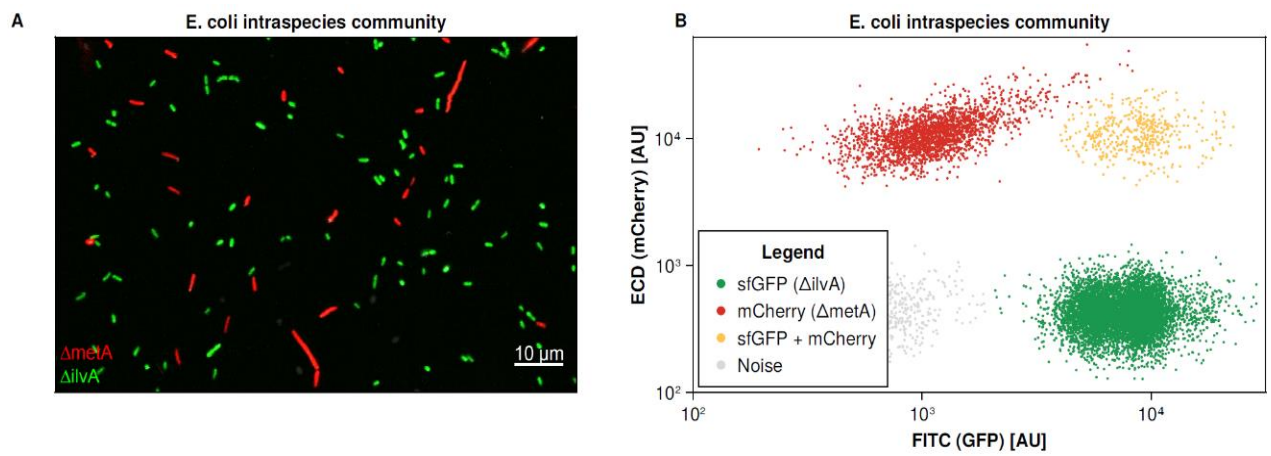 A
E. coli intraspecies community
ΔmetA
ΔilvA
10 µm
B
E. coli intraspecies community
ECD (mCherry) [AU]
10⁴
10³
10²
Legend
sfGFP (ΔilvA)
mCherry (ΔmetA)
sfGFP + mCherry
Noise
10²
10³
10⁴
FITC (GFP) [AU]